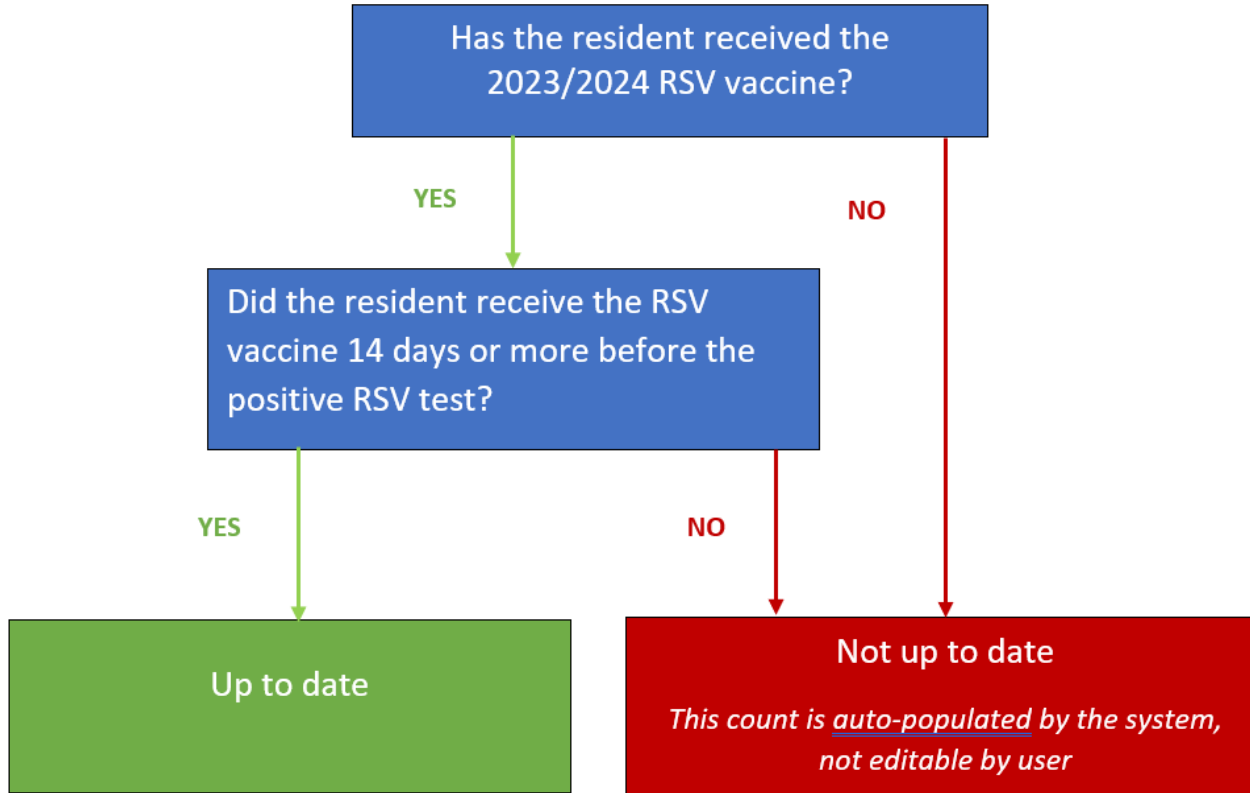 Has the resident received the
2023/2024 RSV vaccine?
YES
NO
Did the resident receive the RSV
vaccine 14 days or more before the
positive RSV test?
YES
NO
Up to date
Not up to date
This count is auto-populated by the system,
not editable by user